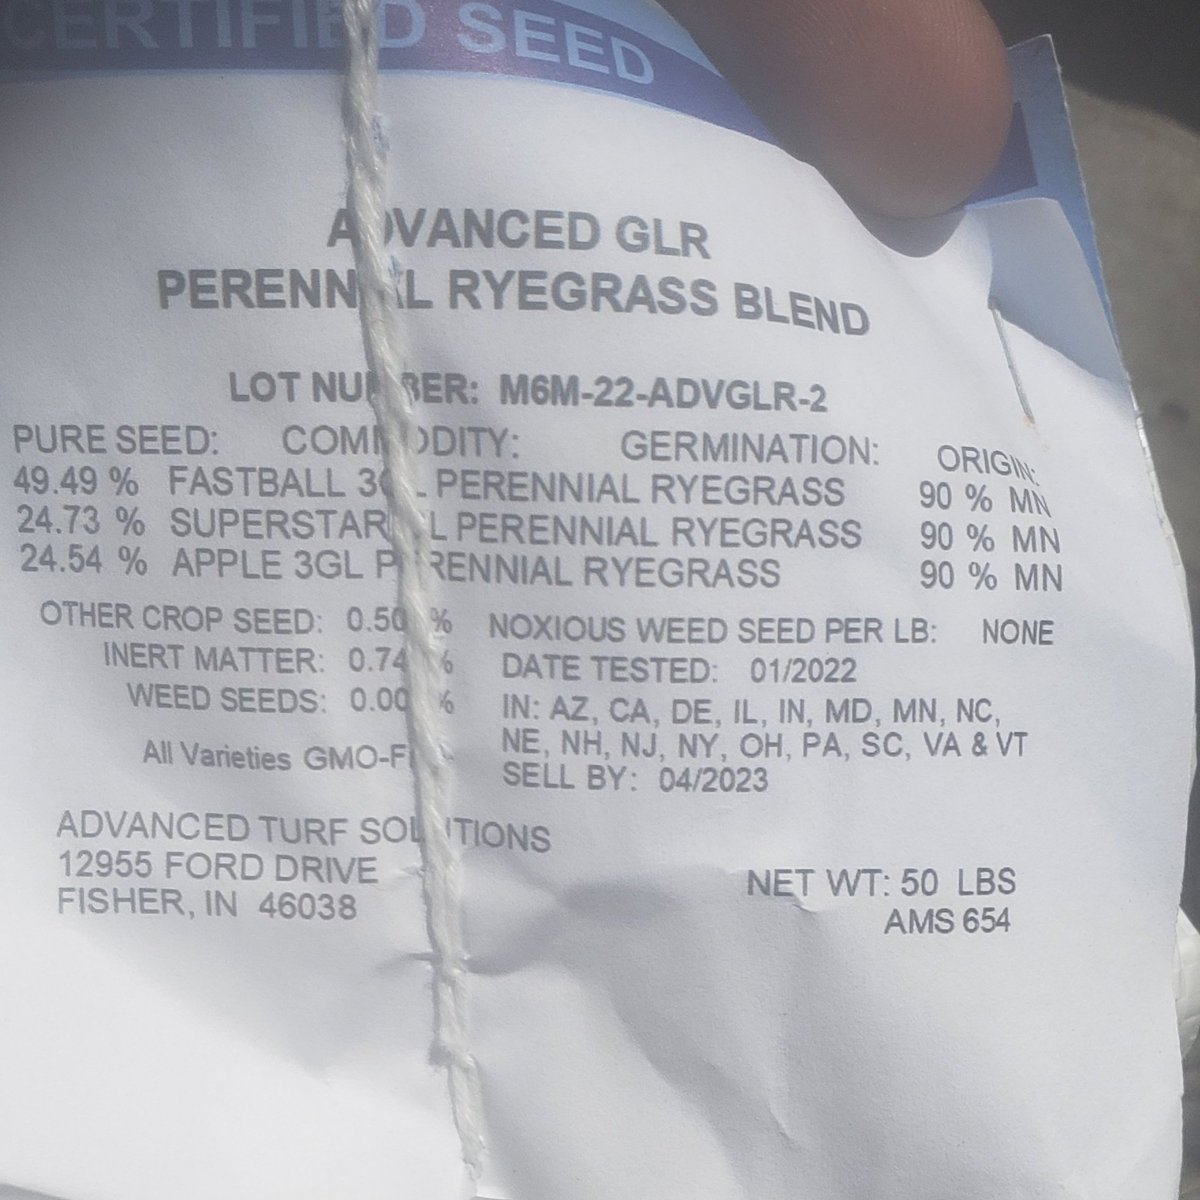 CERTIFIED SEED
ADVANCED GLR
PERENNIAL RYEGRASS BLEND
LOT NUMBER: M6M-22-ADVGLR-2
PURE SEED: COMMODITY: GERMINATION: ORIGIN:
49.49 % FASTBALL 3GL PERENNIAL RYEGRASS 90 % MN
24.73 % SUPERSTAR GL PERENNIAL RYEGRASS 90 % MN
24.54 % APPLE 3GL PERENNIAL RYEGRASS 90 % MN
OTHER CROP SEED: 0.50 % NOXIOUS WEED SEED PER LB: NONE
INERT MATTER: 0.74 % DATE TESTED: 01/2022
WEED SEEDS: 0.00 % IN: AZ, CA, DE, IL, IN, MD, MN, NC,
NE, NH, NJ, NY, OH, PA, SC, VA & VT
All Varieties GMO-Free
SELL BY: 04/2023
ADVANCED TURF SOLUTIONS
12955 FORD DRIVE
FISHER, IN 46038
NET WT: 50 LBS
AMS 654